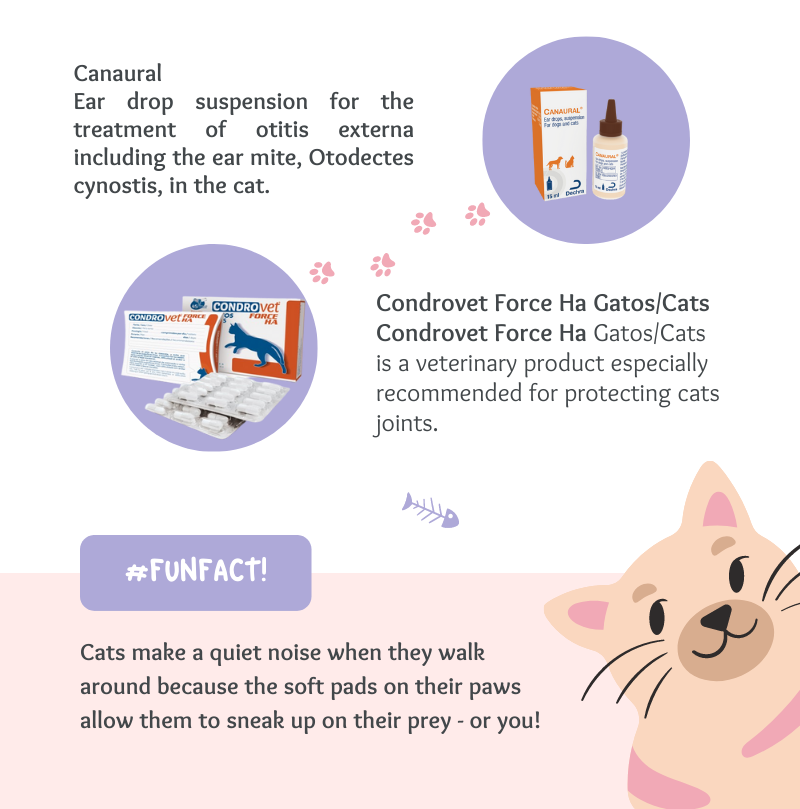 Canaural
Ear drop suspension for the
treatment of otitis externa
including the ear mite, Otodectes
cynostis, in the cat.
CANAURAL®
Ear drops, suspension
For dogs and cats
15 ml
Dechra
CANAURAL®
CONDROvet
FORCE
HA
CONDROvet
FORCE
HA
Condrovet Force Ha Gatos/Cats
Condrovet Force Ha Gatos/Cats
is a veterinary product especially
recommended for protecting cats
joints.
#FUNFACT!
Cats make a quiet noise when they walk
around because the soft pads on their paws
allow them to sneak up on their prey - or you!